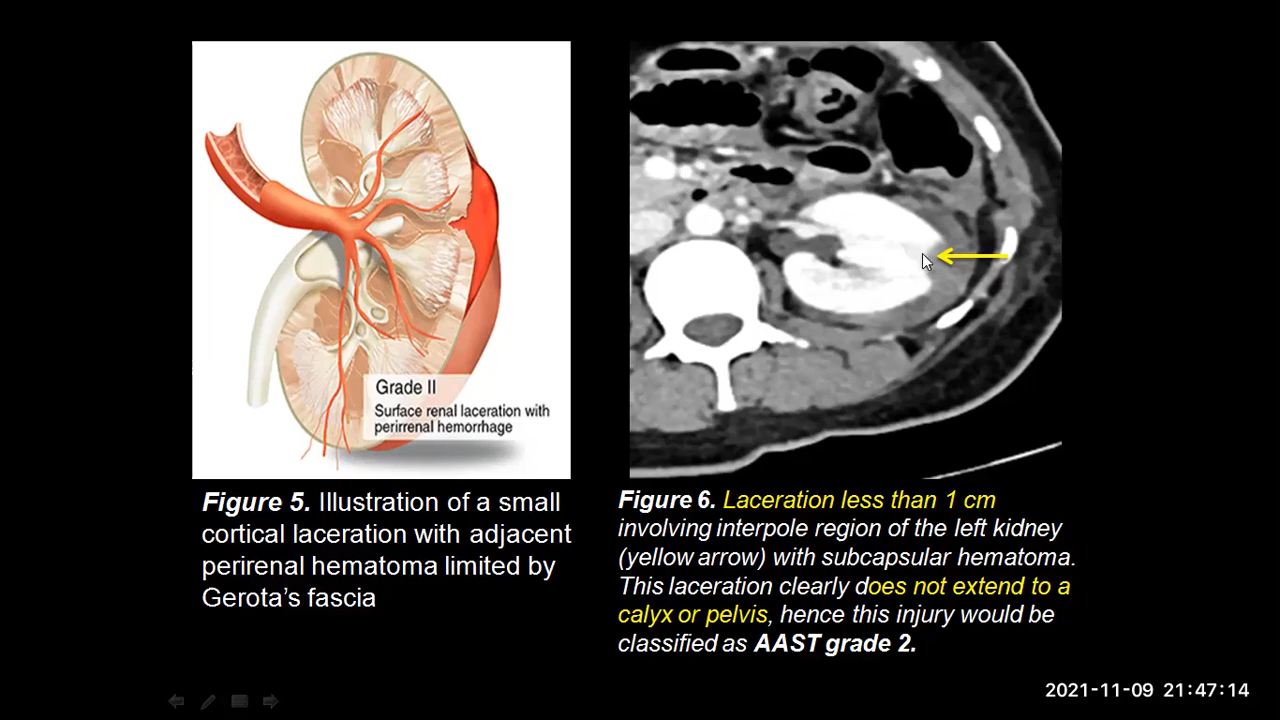 Grade II
Surface renal laceration with
perirrenal hemorrhage
Figure 5. Illustration of a small
cortical laceration with adjacent
perirenal hematoma limited by
Gerota's fascia
Figure 6. Laceration less than 1 cm
involving interpole region of the left kidney
(yellow arrow) with subcapsular hematoma.
This laceration clearly does not extend to a
calyx or pelvis, hence this injury would be
classified as AAST grade 2.
2021-11-09 21:47:14